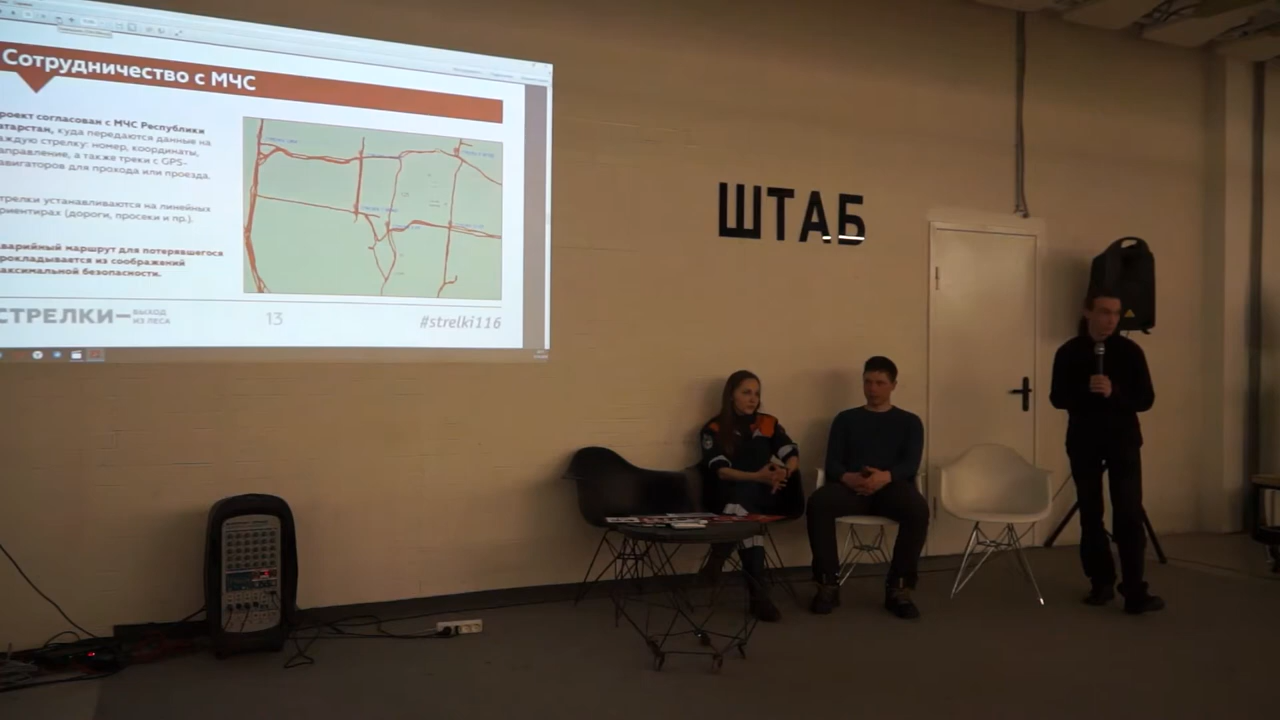 Сотрудничество с МЧС
роект согласован с МЧС Республики
атарстан, куда передаются данные на
аждую стрелку: номер, координаты,
аправление, а также треки с GPS-
авигаторов для прохода или проезда.
трелки устанавливаются на линейных
риентирах (дороги, просеки и пр.).
варийный маршрут для потерявшегося
рокладывается из соображений
аксимальной безопасности.
СТРЕЛКИ— ВЫХОД
ИЗ ЛЕСА
13
#strelki116
ШТАБ